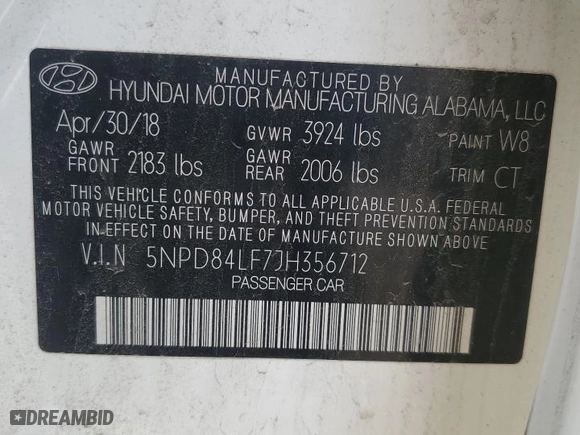 MANUFACTURED BY
HYUNDAI MOTOR MANUFACTURING ALABAMA, LLC
Apr/30/18 GVWR 3924 lbs PAINT W8
GAWR FRONT 2183 lbs GAWR REAR 2006 lbs TRIM CT
THIS VEHICLE CONFORMS TO ALL APPLICABLE U.S.A. FEDERAL
MOTOR VEHICLE SAFETY, BUMPER, AND THEFT PREVENTION STANDARDS
IN EFFECT ON THE DATE OF MANUFACTURE SHOWN ABOVE.
V.I.N 5NPD84LF7JH356712
PASSENGER CAR
DREAMBID